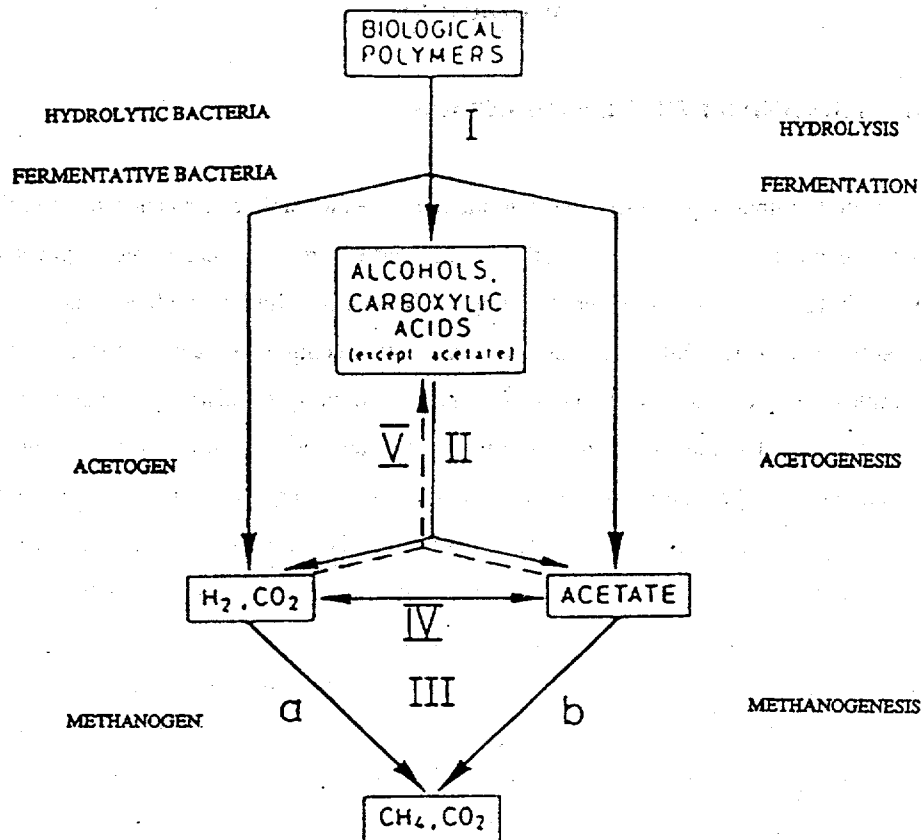 BIOLOGICAL
POLYMERS
HYDROLYTIC BACTERIA
I
HYDROLYSIS
FERMENTATIVE BACTERIA
FERMENTATION
ALCOHOLS,
CARBOXYLIC
ACIDS
(except acetate)
V
II
ACETOGEN
ACETOGENESIS
H₂, CO₂
ACETATE
IV
III
a
b
METHANOGEN
METHANOGENESIS
CH₄, CO₂